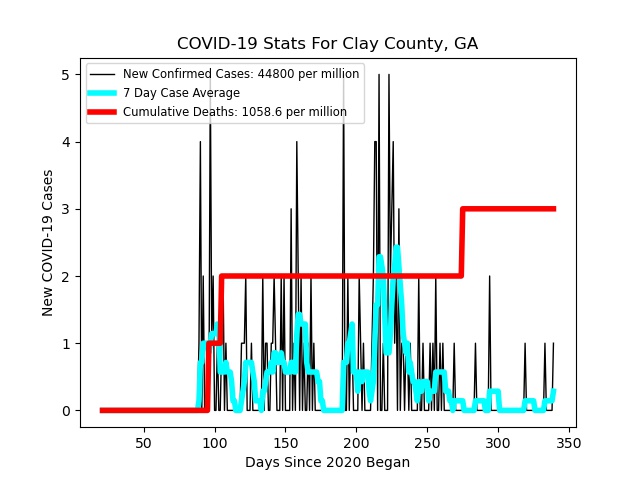 COVID-19 Stats For Clay County, GA
New Confirmed Cases: 44800 per million
7 Day Case Average
Cumulative Deaths: 1058.6 per million
New COVID-19 Cases
5
4
3
2
1
0
50 100 150 200 250 300 350
Days Since 2020 Began